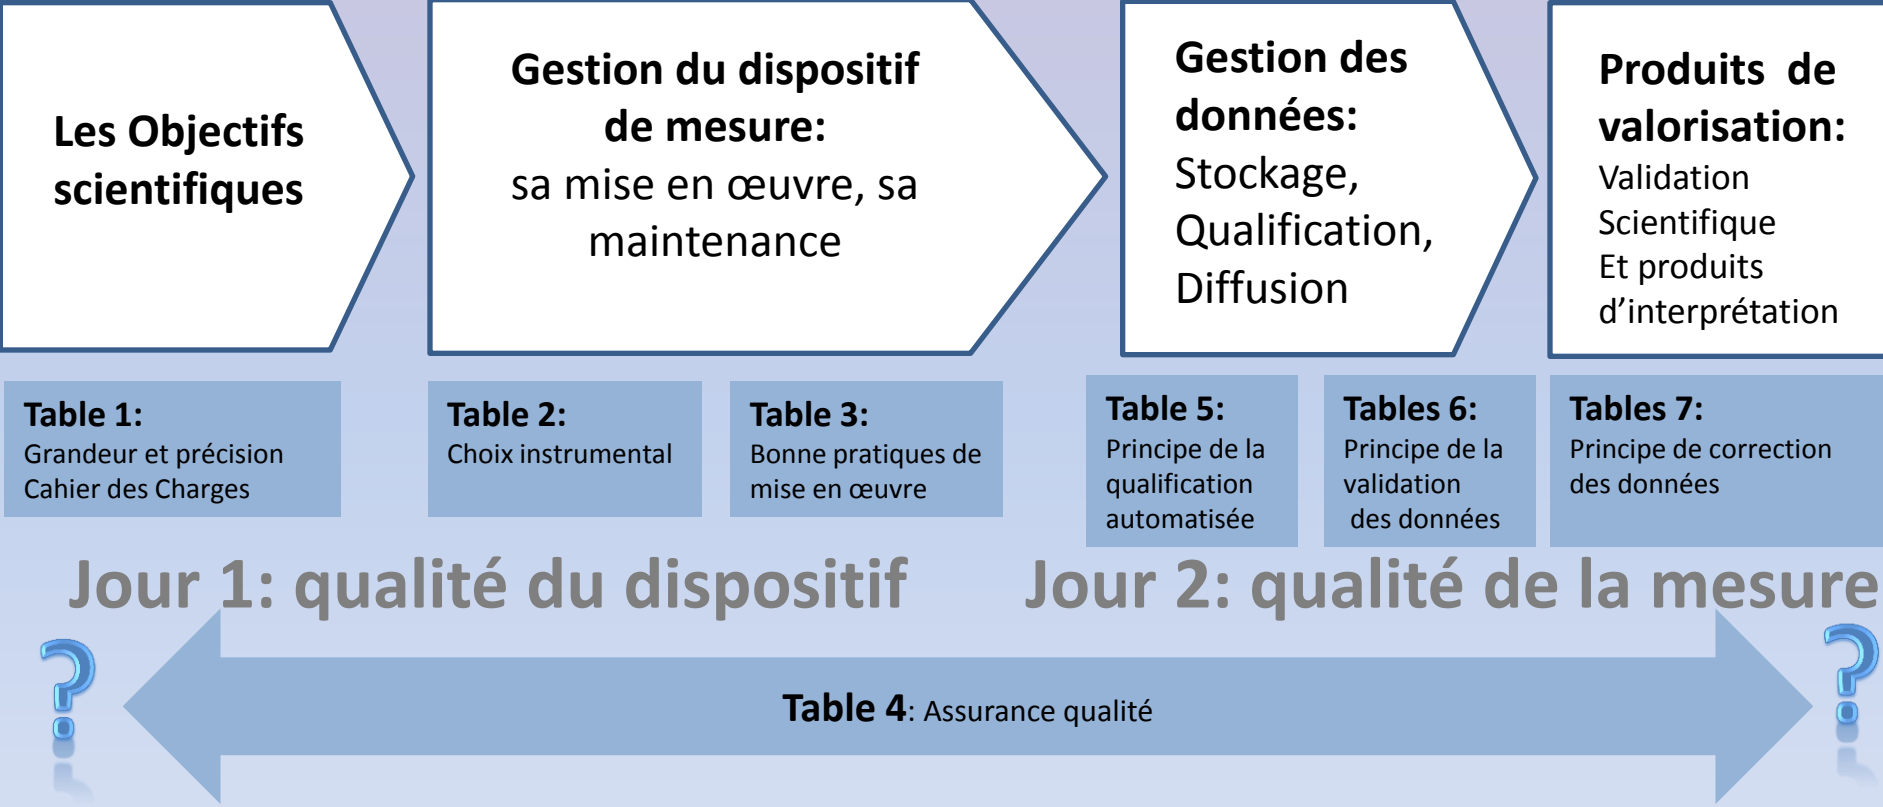 Les Objectifs
scientifiques
Gestion du dispositif
de mesure:
sa mise en œuvre, sa
maintenance
Gestion des
données:
Stockage,
Qualification,
Diffusion
Produits de
valorisation:
Validation
Scientifique
Et produits
d’interprétation
Table 1:
Grandeur et précision
Cahier des Charges
Table 2:
Choix instrumental
Table 3:
Bonne pratiques de
mise en œuvre
Table 5:
Principe de la
qualification
automatisée
Tables 6:
Principe de la
validation
des données
Tables 7:
Principe de correction
des données
Jour 1: qualité du dispositif
Jour 2: qualité de la mesure
?
Table 4: Assurance qualité
?